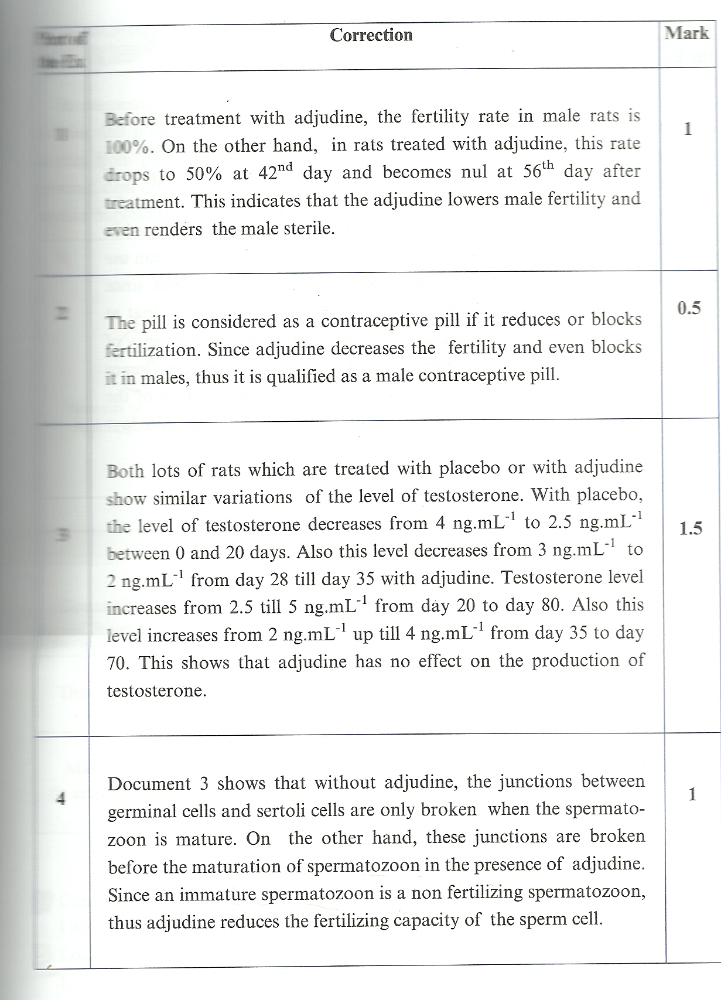 Part of
the Ex.
Correction
Mark
1
Before treatment with adjudine, the fertility rate in male rats is
100%. On the other hand, in rats treated with adjudine, this rate
drops to 50% at 42nd day and becomes nul at 56th day after
treatment. This indicates that the adjudine lowers male fertility and
even renders the male sterile.
1
2
The pill is considered as a contraceptive pill if it reduces or blocks
fertilization. Since adjudine decreases the fertility and even blocks
it in males, thus it is qualified as a male contraceptive pill.
0.5
3
Both lots of rats which are treated with placebo or with adjudine
show similar variations of the level of testosterone. With placebo,
the level of testosterone decreases from 4 ng.mL-1 to 2.5 ng.mL-1
between 0 and 20 days. Also this level decreases from 3 ng.mL-1 to
2 ng.mL-1 from day 28 till day 35 with adjudine. Testosterone level
increases from 2.5 till 5 ng.mL-1 from day 20 to day 80. Also this
level increases from 2 ng.mL-1 up till 4 ng.mL-1 from day 35 to day
70. This shows that adjudine has no effect on the production of
testosterone.
1.5
4
Document 3 shows that without adjudine, the junctions between
germinal cells and sertoli cells are only broken when the spermato-
zoon is mature. On the other hand, these junctions are broken
before the maturation of spermatozoon in the presence of adjudine.
Since an immature spermatozoon is a non fertilizing spermatozoon,
thus adjudine reduces the fertilizing capacity of the sperm cell.
1